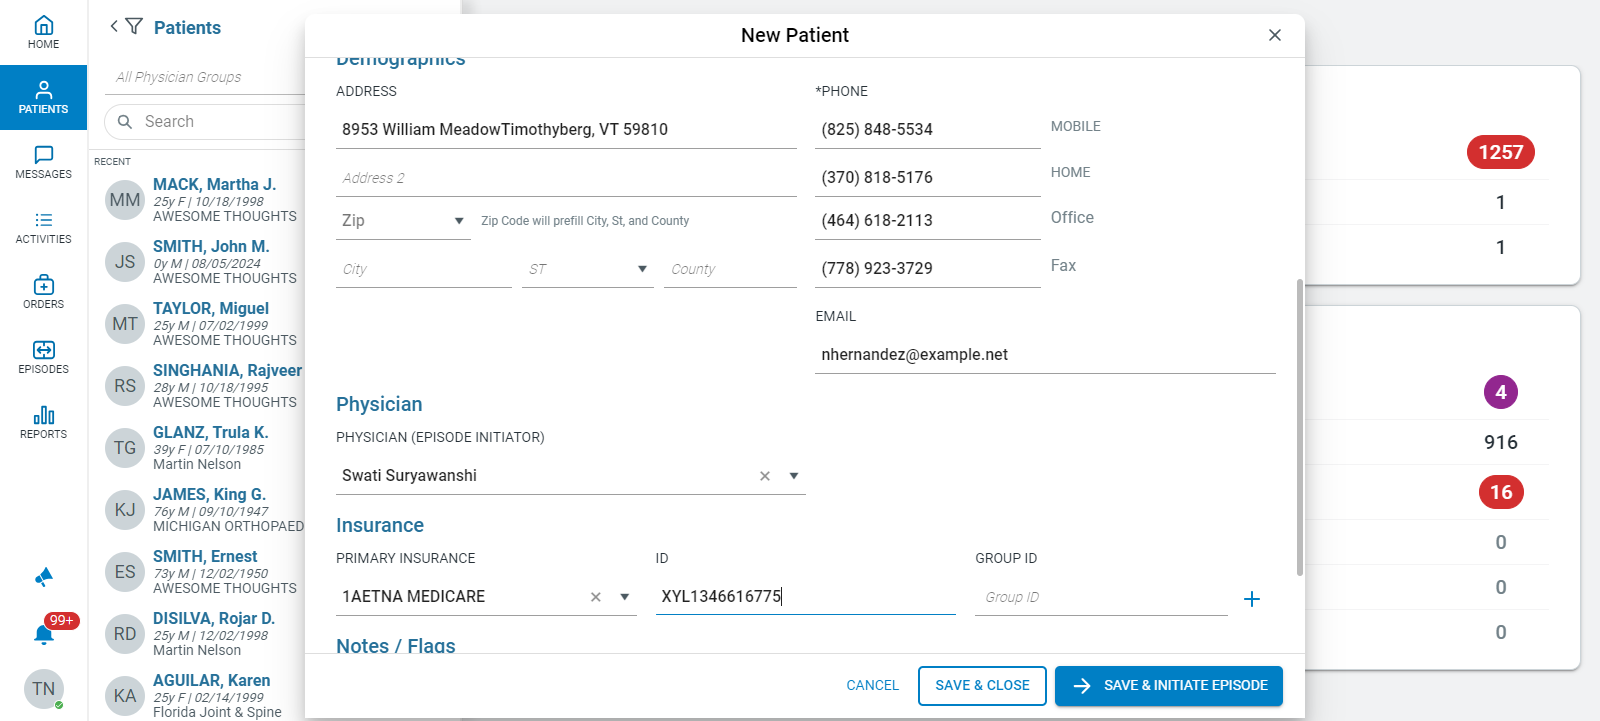 HOME
PATIENTS
MESSAGES
ACTIVITIES
ORDERS
EPISODES
REPORTS
99+
TN
Patients
All Physician Groups
Search
RECENT
MM
MACK, Martha J.
25y F | 10/18/1998
AWESOME THOUGHTS
JS
SMITH, John M.
0y M | 08/05/2024
AWESOME THOUGHTS
MT
TAYLOR, Miguel
25y M | 07/02/1999
AWESOME THOUGHTS
RS
SINGHANIA, Rajveer
28y M | 10/18/1995
AWESOME THOUGHTS
TG
GLANZ, Trula K.
39y F | 07/10/1985
Martin Nelson
KJ
JAMES, King G.
76y M | 09/10/1947
MICHIGAN ORTHOPAED
ES
SMITH, Ernest
73y M | 12/02/1950
AWESOME THOUGHTS
RD
DISILVA, Rojar D.
25y M | 12/02/1998
Martin Nelson
KA
AGUILAR, Karen
25y F | 02/14/1999
Florida Joint & Spine
New Patient
Demographics
ADDRESS
8953 William MeadowTimothyberg, VT 59810
Address 2
Zip
Zip Code will prefill City, St, and County
City
ST
County
*PHONE
(825) 848-5534
MOBILE
(370) 818-5176
HOME
(464) 618-2113
Office
(778) 923-3729
Fax
EMAIL
nhernandez@example.net
Physician
PHYSICIAN (EPISODE INITIATOR)
Swati Suryawanshi
Insurance
PRIMARY INSURANCE
ID
GROUP ID
1AETNA MEDICARE
XYL1346616775
Group ID
Notes / Flags
CANCEL
SAVE & CLOSE
SAVE & INITIATE EPISODE
1257
1
1
4
916
16
0
0
0